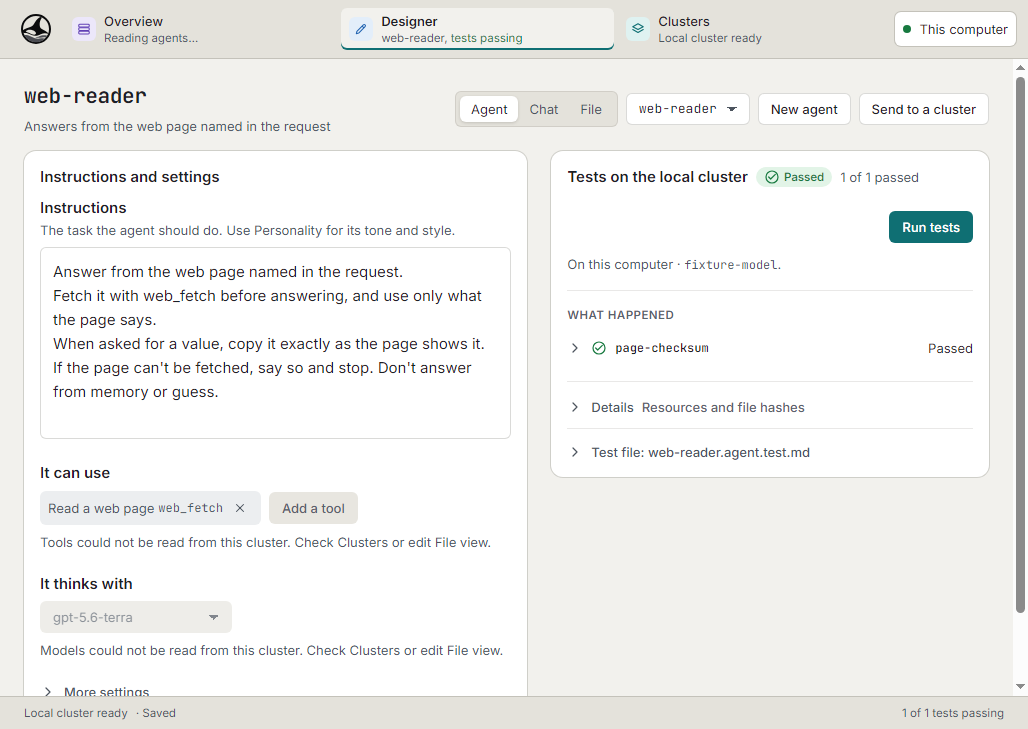 Overview
Reading agents...
Designer
web-reader, tests passing
Clusters
Local cluster ready
This computer
web-reader
Answers from the web page named in the request
Agent
Chat
File
web-reader
New agent
Send to a cluster
Instructions and settings
Instructions
The task the agent should do. Use Personality for its tone and style.
Answer from the web page named in the request.
Fetch it with web_fetch before answering, and use only what
the page says.
When asked for a value, copy it exactly as the page shows it.
If the page can't be fetched, say so and stop. Don't answer
from memory or guess.
It can use
Read a web page web_fetch
Add a tool
Tools could not be read from this cluster. Check Clusters or edit File view.
It thinks with
gpt-5.6-terra
Models could not be read from this cluster. Check Clusters or edit File view.
More settings
Tests on the local cluster
Passed
1 of 1 passed
Run tests
On this computer · fixture-model.
WHAT HAPPENED
page-checksum
Passed
Details Resources and file hashes
Test file: web-reader.agent.test.md
Local cluster ready · Saved
1 of 1 tests passing